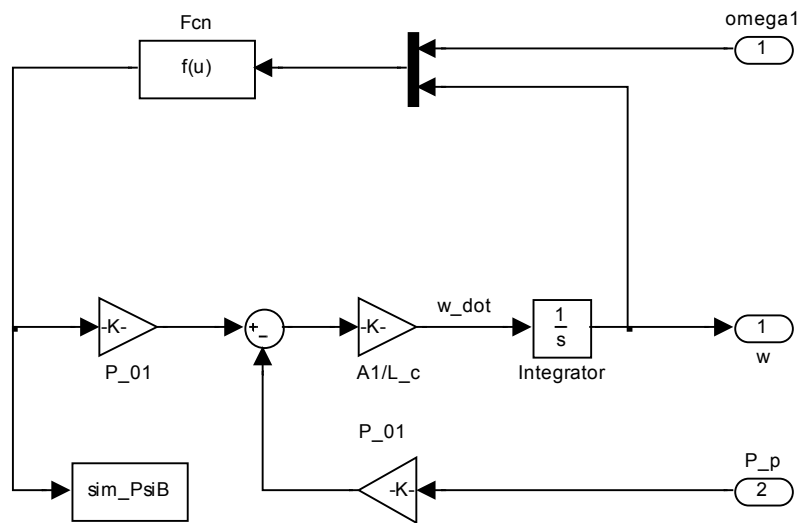 Fcn
omega1
f(u)
1
w_dot
-K-
+
_
-K-
1
s
1
P_01
A1/L_c
Integrator
w
P_01
P_p
sim_PsiB
-K-
2